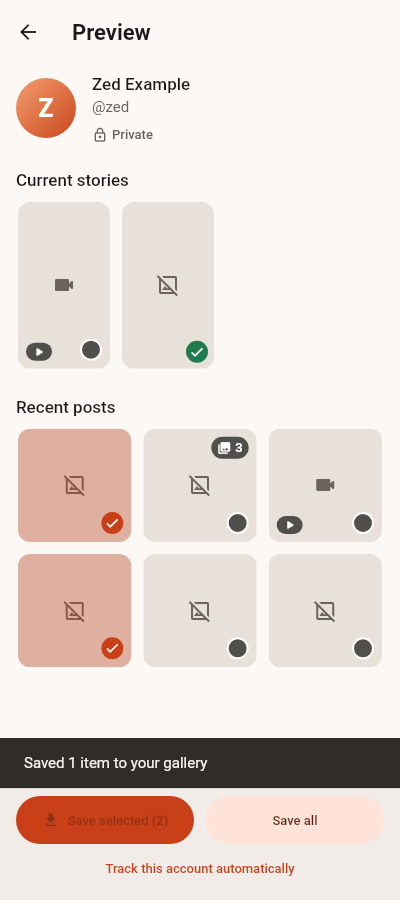 Preview
Z
Zed Example
@zed
Private
Current stories
Recent posts
3
Saved 1 item to your gallery
Save selected (2)
Save all
Track this account automatically